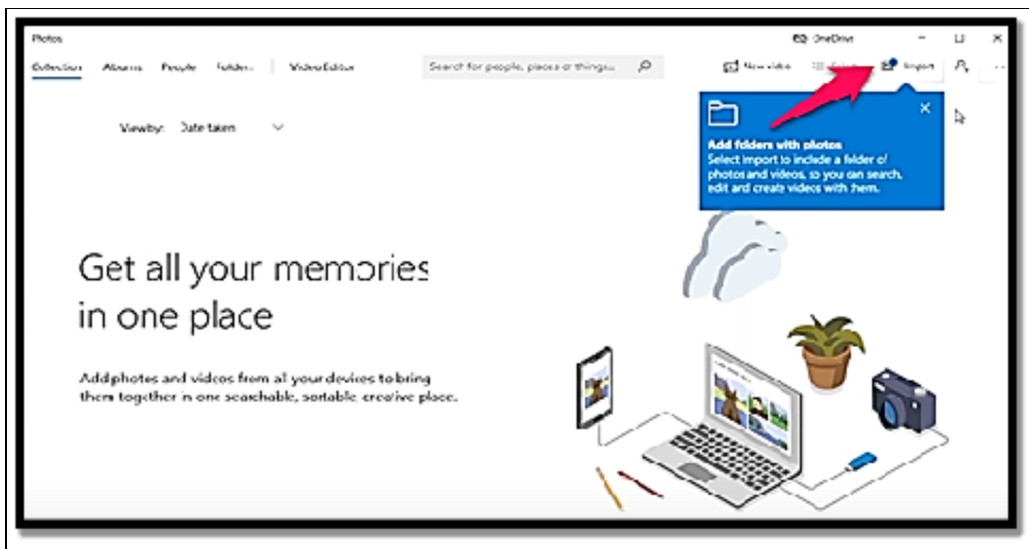 Photos
OneDrive
Collection Albums People Folders Video Editor Search for people, places or things... New video Import
View by: Date taken
Add folders with photos
Select Import to include a folder of
photos and videos, so you can search,
edit and create videos with them.
Get all your memories
in one place
Add photos and videos from all your devices to bring
them together in one searchable, sortable, creative place.